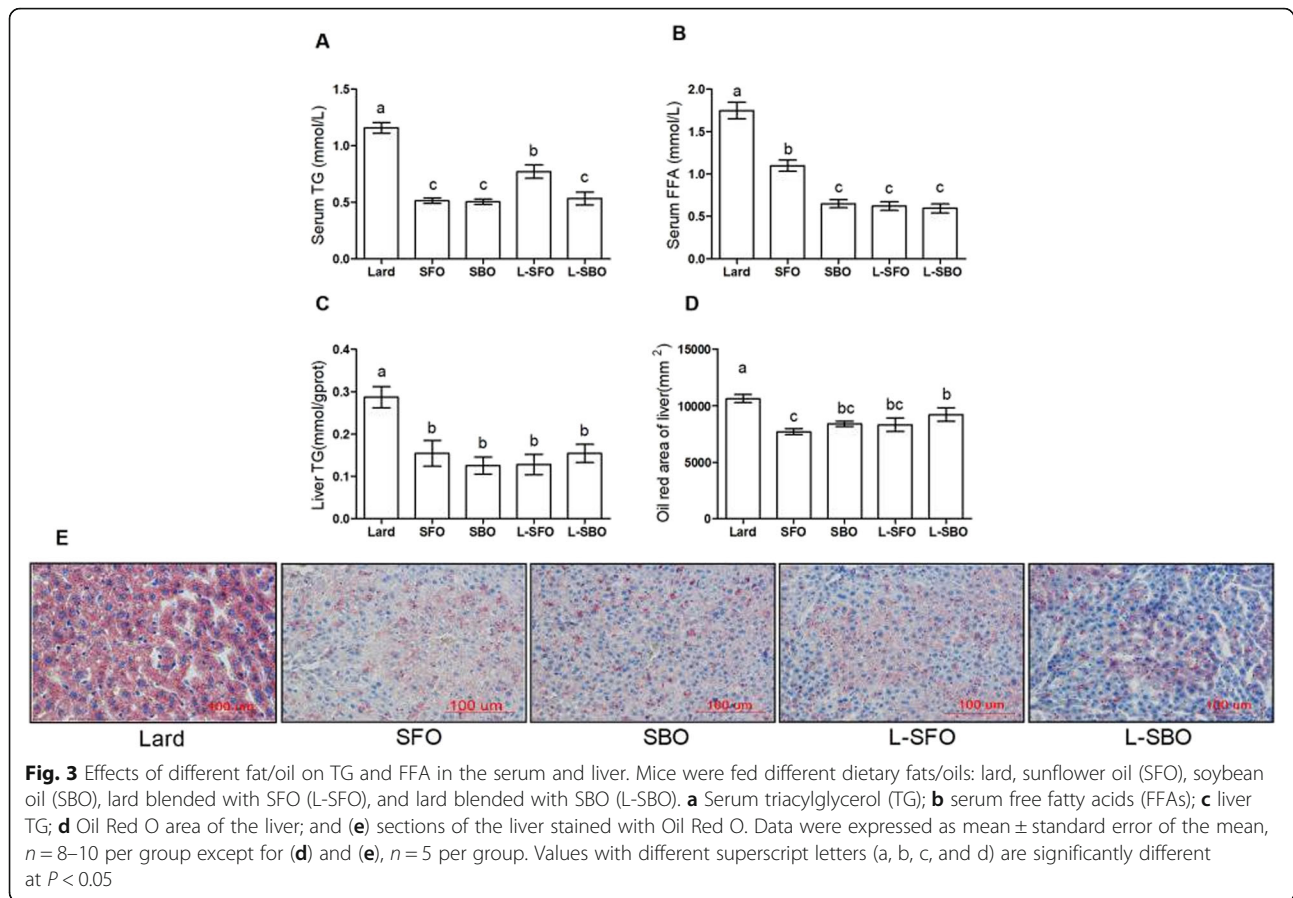 A
Serum TG (mmol/L)
1.5
1.0
0.5
0.0
a
c
c
b
c
Lard SFO SBO L-SFO L-SBO
B
Serum FFA (mmol/L)
2.0
1.5
1.0
0.5
0.0
a
b
c
c
c
Lard SFO SBO L-SFO L-SBO
C
Liver TG(mmol/gprot)
0.4
0.3
0.2
0.1
0.0
a
b
b
b
b
Lard SFO SBO L-SFO L-SBO
D
Oil red area of liver(mm²)
15000
10000
5000
0
a
c
bc
bc
b
Lard SFO SBO L-SFO L-SBO
E
100 um
100 um
100 um
100 um
100 um
Lard SFO SBO L-SFO L-SBO
Fig. 3 Effects of different fat/oil on TG and FFA in the serum and liver. Mice were fed different dietary fats/oils: lard, sunflower oil (SFO), soybean
oil (SBO), lard blended with SFO (L-SFO), and lard blended with SBO (L-SBO). a Serum triacylglycerol (TG); b serum free fatty acids (FFAs); c liver
TG; d Oil Red O area of the liver; and (e) sections of the liver stained with Oil Red O. Data were expressed as mean ± standard error of the mean,
n = 8–10 per group except for (d) and (e), n = 5 per group. Values with different superscript letters (a, b, c, and d) are significantly different
at P < 0.05